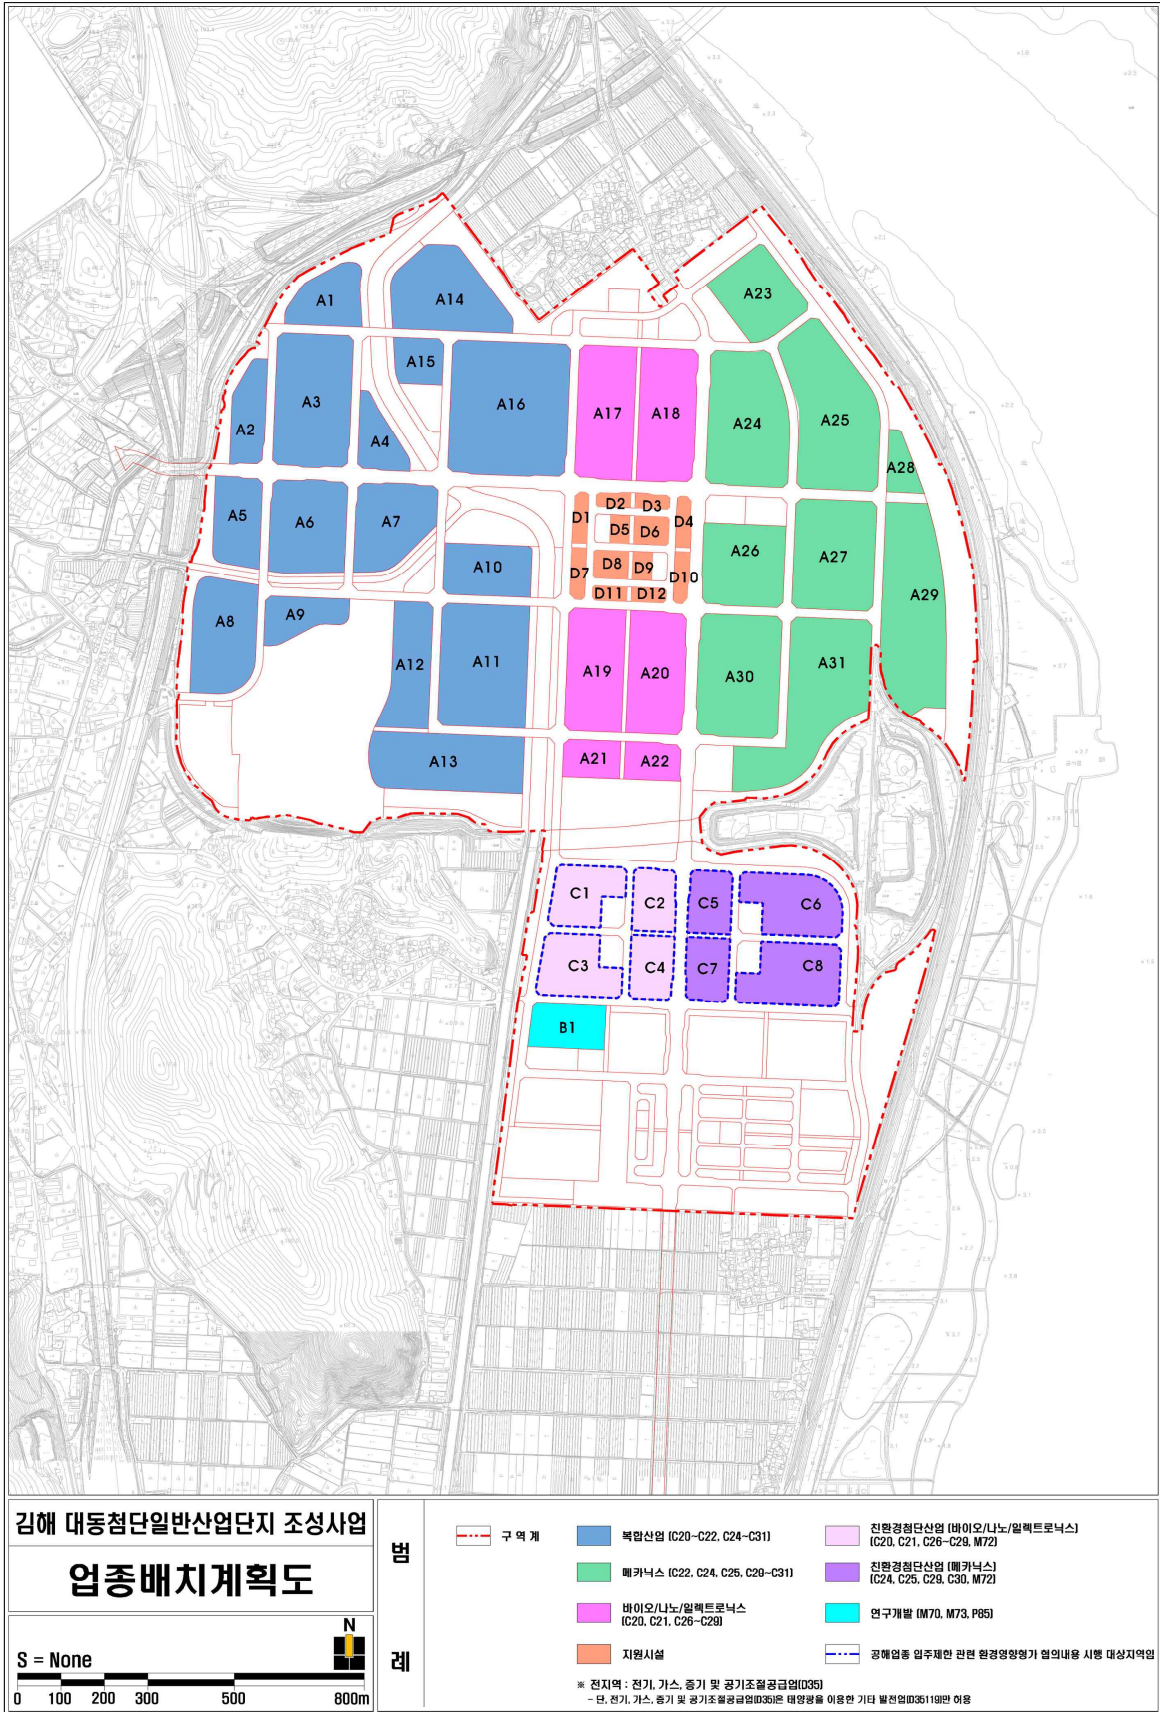 A23
A1
A14
A15
A3
A16
A17
A18
A24
A25
A2
A4
A28
A5
A6
A7
D1
D2
D3
D4
D5
D6
A26
A27
A10
D7
D8
D9
D10
D11
D12
A29
A8
A9
A12
A11
A19
A20
A30
A31
A13
A21
A22
C1
C2
C5
C6
C3
C4
C7
C8
B1
김해 대동첨단일반산업단지 조성사업
업종배치계획도
S = None
N
0 100 200 300 500 800m
범
례
구 역 계
복합산업 (C20~C22, C24~C31)
메카닉스 (C22, C24, C25, C29~C31)
바이오/나노/일렉트로닉스
(C20, C21, C26~C29)
지원시설
친환경첨단산업 (바이오/나노/일렉트로닉스)
(C20, C21, C26~C29, M72)
친환경첨단산업 (메카닉스)
(C24, C25, C29, C30, M72)
연구개발 (M70, M73, P85)
공해업종 입주제한 관련 환경영향평가 협의내용 시행 대상지역임
※ 전지역 : 전기, 가스, 증기 및 공기조절공급업(D35)
- 단, 전기, 가스, 증기 및 공기조절공급업(D35)은 태양광을 이용한 기타 발전업(D35119)만 허용